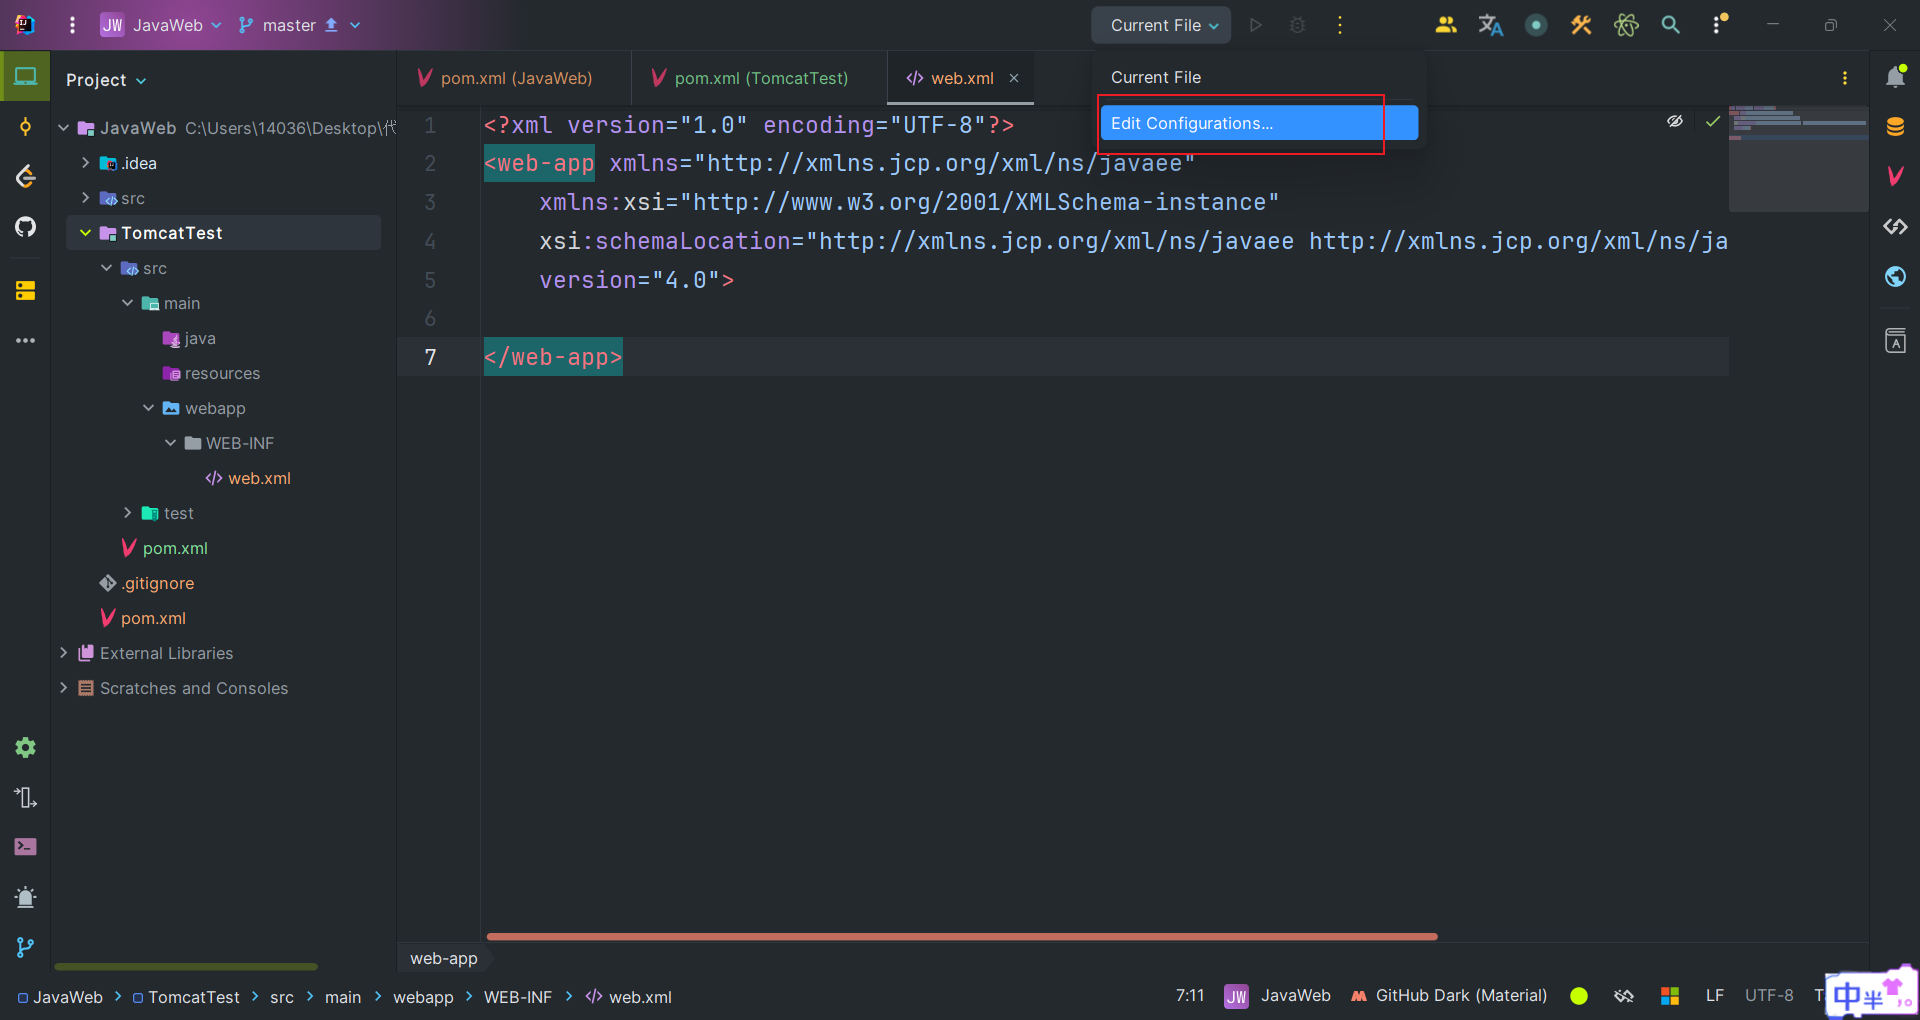 JW JavaWeb master Current File
Project
pom.xml (JavaWeb) pom.xml (TomcatTest) web.xml
Current File
Edit Configurations...
JavaWeb C:\Users\14036\Desktop\代
.idea
src
TomcatTest
src
main
java
resources
webapp
WEB-INF
web.xml
test
pom.xml
.gitignore
pom.xml
External Libraries
Scratches and Consoles
1 <?xml version="1.0" encoding="UTF-8"?>
2 <web-app xmlns="http://xmlns.jcp.org/xml/ns/javaee"
3 xmlns:xsi="http://www.w3.org/2001/XMLSchema-instance"
4 xsi:schemaLocation="http://xmlns.jcp.org/xml/ns/javaee http://xmlns.jcp.org/xml/ns/ja
5 version="4.0">
6
7 </web-app>
web-app
JavaWeb TomcatTest src main webapp WEB-INF web.xml
7:11 JW JavaWeb GitHub Dark (Material) LF UTF-8
中半